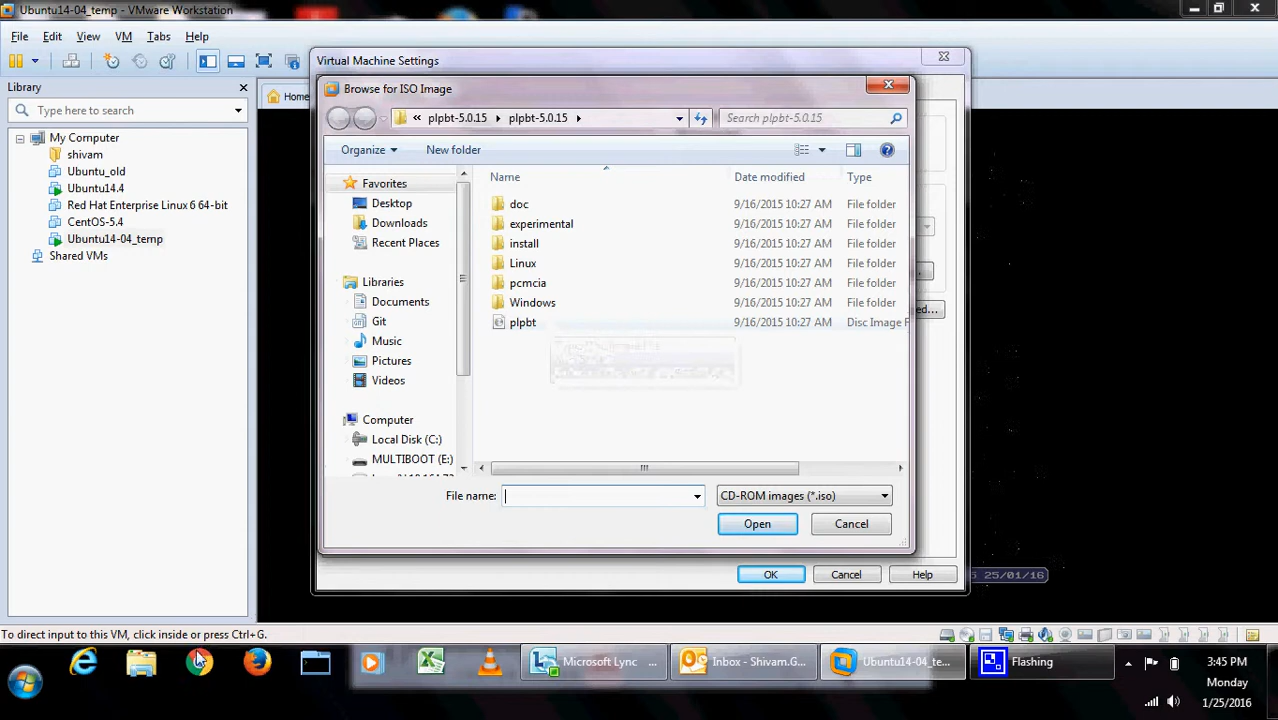 Ubuntu14-04_temp - VMware Workstation
File Edit View VM Tabs Help
Library
Type here to search
My Computer
shivam
Ubuntu_old
Ubuntu14.4
Red Hat Enterprise Linux 6 64-bit
CentOS-5.4
Ubuntu14-04_temp
Shared VMs
Home
Virtual Machine Settings
Browse for ISO Image
« plpbt-5.0.15 plpbt-5.0.15
Search plpbt-5.0.15
Organize New folder
Favorites
Desktop
Downloads
Recent Places
Libraries
Documents
Git
Music
Pictures
Videos
Computer
Local Disk (C:)
MULTIBOOT (E:)
Name Date modified Type
doc 9/16/2015 10:27 AM File folder
experimental 9/16/2015 10:27 AM File folder
install 9/16/2015 10:27 AM File folder
Linux 9/16/2015 10:27 AM File folder
pcmcia 9/16/2015 10:27 AM File folder
Windows 9/16/2015 10:27 AM File folder
plpbt 9/16/2015 10:27 AM Disc Image F
File name: CD-ROM images (*.iso)
Open Cancel
ed...
OK Cancel Help
25/01/16
To direct input to this VM, click inside or press Ctrl+G.
Microsoft Lync ...
Inbox - Shivam.G...
Ubuntu14-04_te...
Flashing
3:45 PM
Monday
1/25/2016